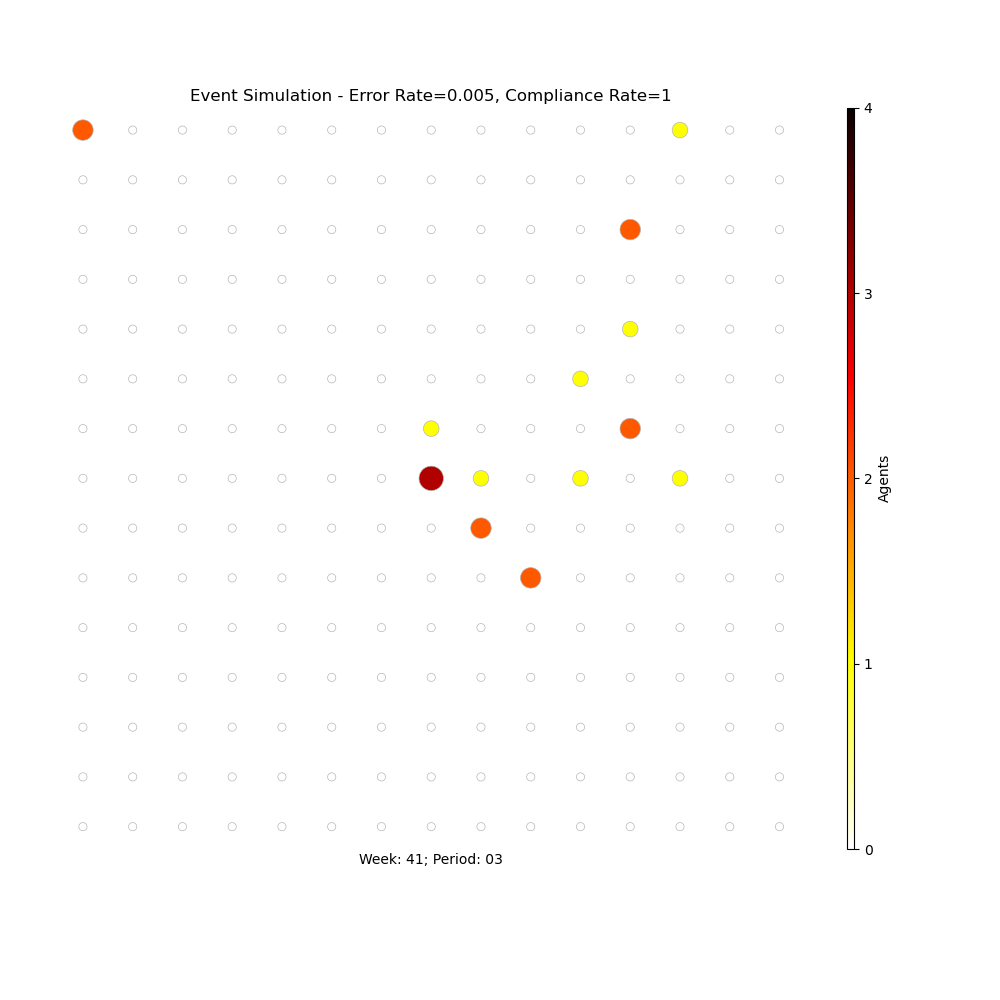 Event Simulation - Error Rate=0.005, Compliance Rate=1
4
3
2
1
0
Agents
Week: 41; Period: 03